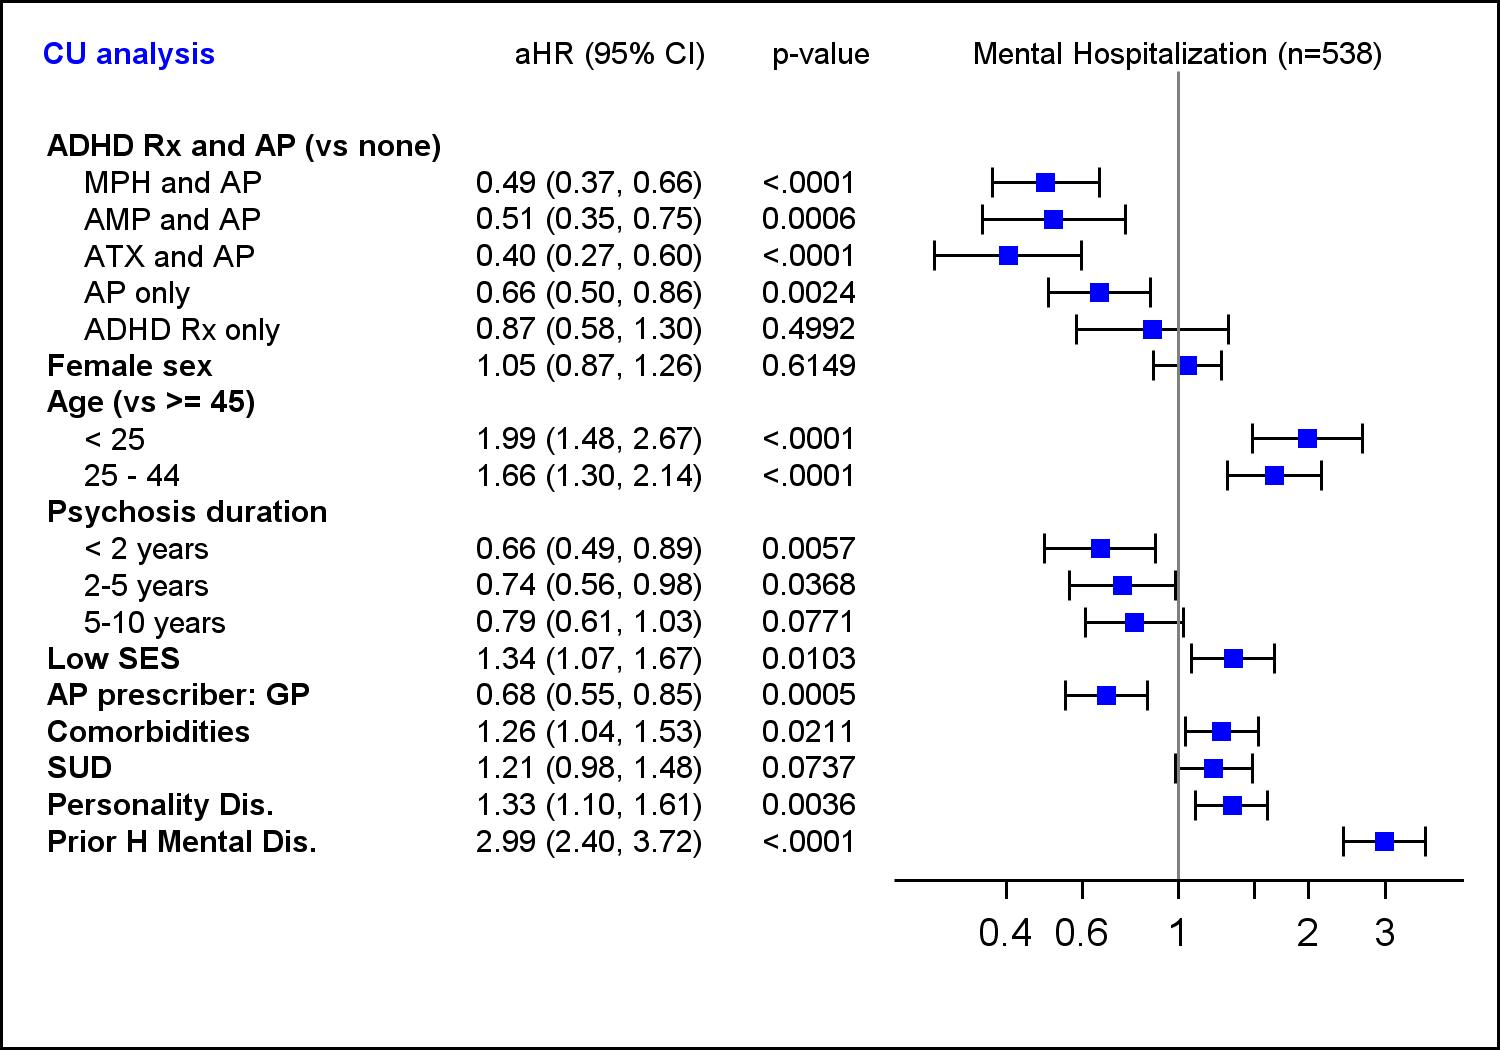 CU analysis aHR (95% CI) p-value Mental Hospitalization (n=538)
ADHD Rx and AP (vs none)
MPH and AP 0.49 (0.37, 0.66) <.0001
AMP and AP 0.51 (0.35, 0.75) 0.0006
ATX and AP 0.40 (0.27, 0.60) <.0001
AP only 0.66 (0.50, 0.86) 0.0024
ADHD Rx only 0.87 (0.58, 1.30) 0.4992
Female sex 1.05 (0.87, 1.26) 0.6149
Age (vs >= 45)
< 25 1.99 (1.48, 2.67) <.0001
25 - 44 1.66 (1.30, 2.14) <.0001
Psychosis duration
< 2 years 0.66 (0.49, 0.89) 0.0057
2-5 years 0.74 (0.56, 0.98) 0.0368
5-10 years 0.79 (0.61, 1.03) 0.0771
Low SES 1.34 (1.07, 1.67) 0.0103
AP prescriber: GP 0.68 (0.55, 0.85) 0.0005
Comorbidities 1.26 (1.04, 1.53) 0.0211
SUD 1.21 (0.98, 1.48) 0.0737
Personality Dis. 1.33 (1.10, 1.61) 0.0036
Prior H Mental Dis. 2.99 (2.40, 3.72) <.0001
0.4 0.6 1 2 3